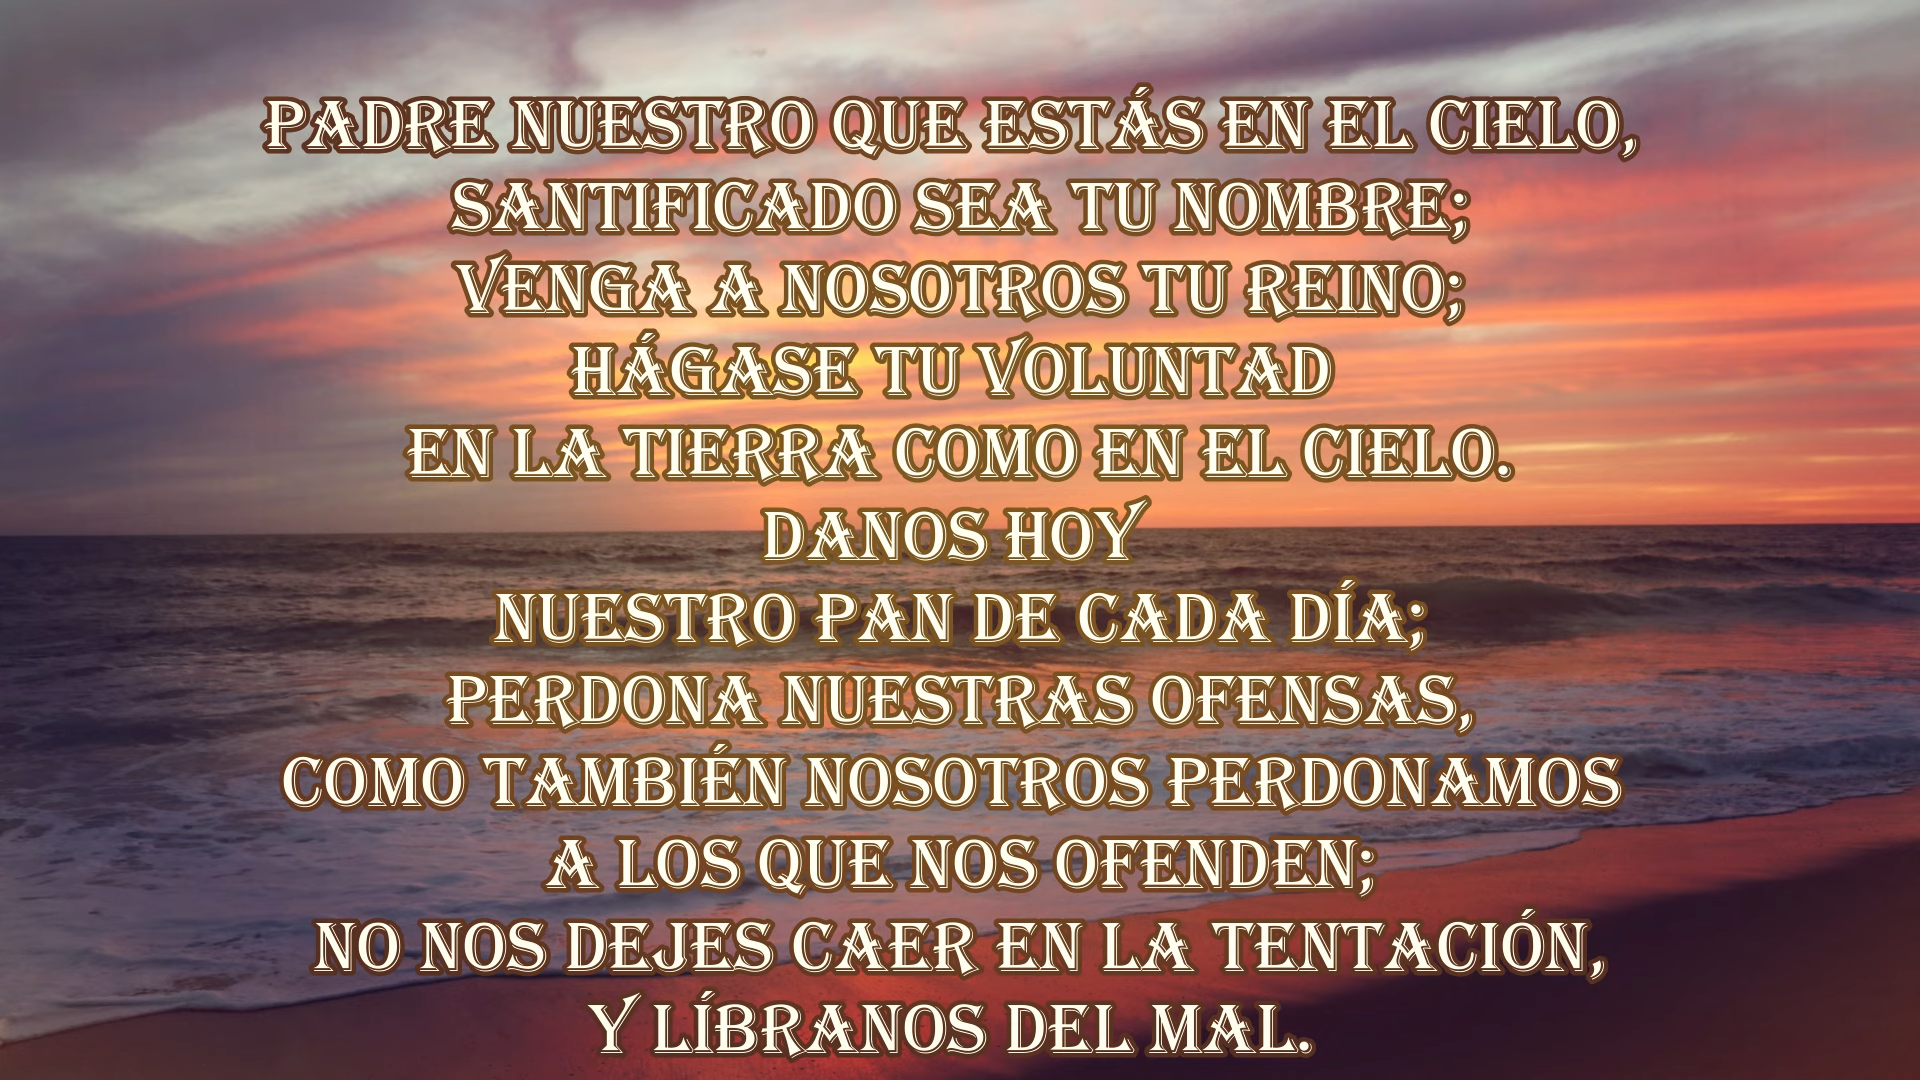 PADRE NUESTRO QUE ESTÁS EN EL CIELO,
SANTIFICADO SEA TU NOMBRE;
VENGA A NOSOTROS TU REINO;
HÁGASE TU VOLUNTAD
EN LA TIERRA COMO EN EL CIELO.
DANOS HOY
NUESTRO PAN DE CADA DÍA;
PERDONA NUESTRAS OFENSAS,
COMO TAMBIÉN NOSOTROS PERDONAMOS
A LOS QUE NOS OFENDEN;
NO NOS DEJES CAER EN LA TENTACIÓN,
Y LÍBRANOS DEL MAL.